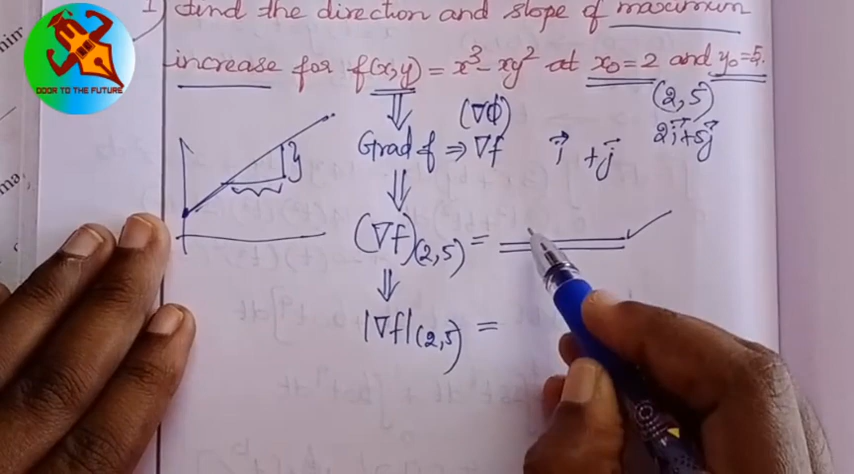 1) Find the direction and slope of maximum
increase for f(x,y) = x³ - xy² at x₀=2 and y₀=5.
DOOR TO THE FUTURE
(∇φ) (2,5)
Grad f ⇒ ∇f i⃗ + j⃗ 2i⃗+5j⃗
y
(∇f)(2,5) =
|∇f|(2,5) =